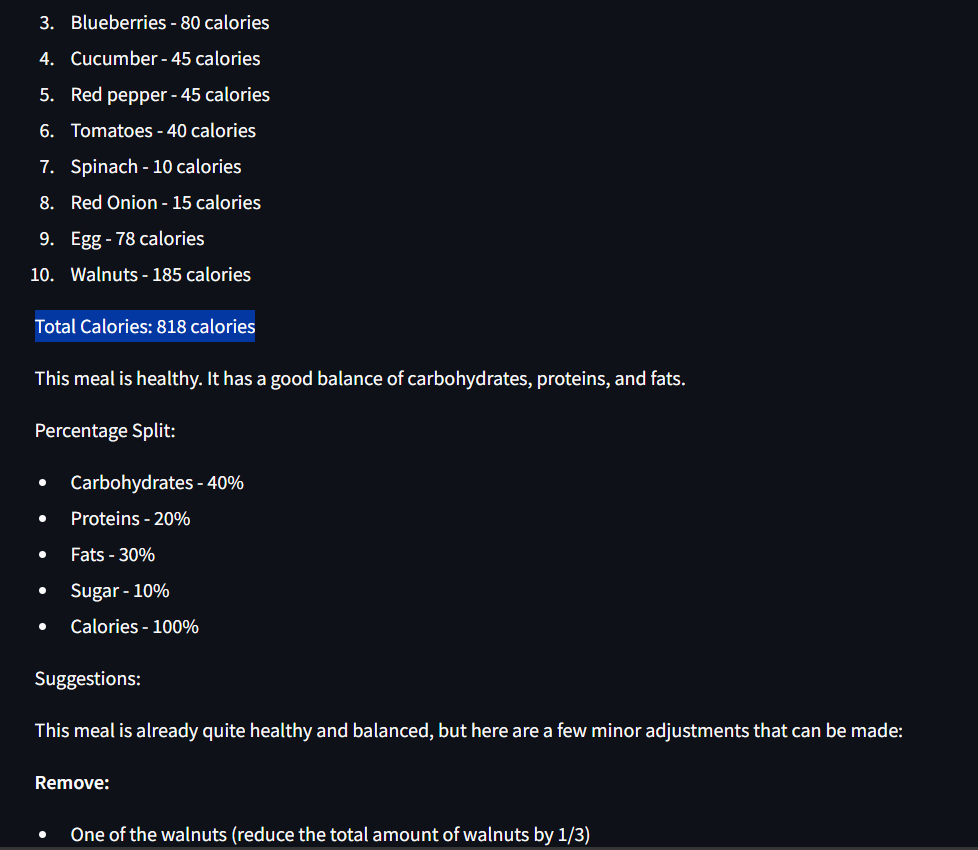 3. Blueberries - 80 calories
4. Cucumber - 45 calories
5. Red pepper - 45 calories
6. Tomatoes - 40 calories
7. Spinach - 10 calories
8. Red Onion - 15 calories
9. Egg - 78 calories
10. Walnuts - 185 calories
Total Calories: 818 calories
This meal is healthy. It has a good balance of carbohydrates, proteins, and fats.
Percentage Split:
• Carbohydrates - 40%
• Proteins - 20%
• Fats - 30%
• Sugar - 10%
• Calories - 100%
Suggestions:
This meal is already quite healthy and balanced, but here are a few minor adjustments that can be made:
Remove:
• One of the walnuts (reduce the total amount of walnuts by 1/3)